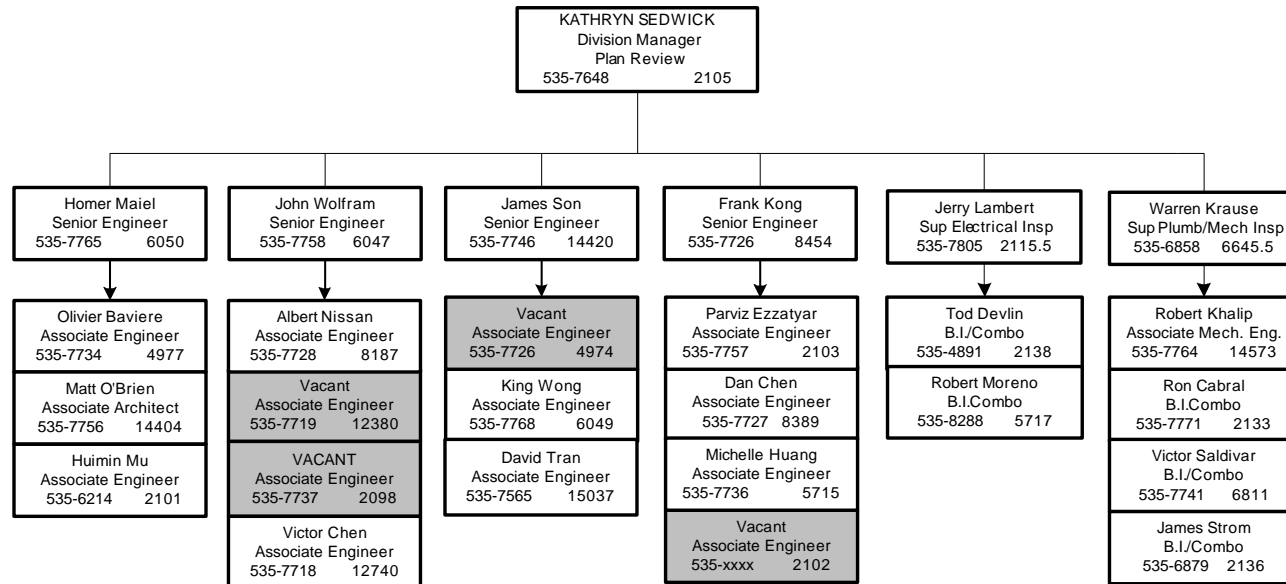 KATHRYN SEDWICK
Division Manager
Plan Review
535-7648 2105
Homer Maiel
Senior Engineer
535-7765 6050
John Wolfram
Senior Engineer
535-7758 6047
James Son
Senior Engineer
535-7746 14420
Frank Kong
Senior Engineer
535-7726 8454
Jerry Lambert
Sup Electrical Insp
535-7805 2115.5
Warren Krause
Sup Plumb/Mech Insp
535-6858 6645.5
Olivier Baviere
Associate Engineer
535-7734 4977
Matt O'Brien
Associate Architect
535-7756 14404
Huimin Mu
Associate Engineer
535-6214 2101
Albert Nissan
Associate Engineer
535-7728 8187
Vacant
Associate Engineer
535-7719 12380
VACANT
Associate Engineer
535-7737 2098
Victor Chen
Associate Engineer
535-7718 12740
Vacant
Associate Engineer
535-7726 4974
King Wong
Associate Engineer
535-7768 6049
David Tran
Associate Engineer
535-7565 15037
Parviz Ezzatyar
Associate Engineer
535-7757 2103
Dan Chen
Associate Engineer
535-7727 8389
Michelle Huang
Associate Engineer
535-7736 5715
Vacant
Associate Engineer
535-xxxx 2102
Tod Devlin
B.I./Combo
535-4891 2138
Robert Moreno
B.I.Combo
535-8288 5717
Robert Khalip
Associate Mech. Eng.
535-7764 14573
Ron Cabral
B.I.Combo
535-7771 2133
Victor Saldivar
B.I./Combo
535-7741 6811
James Strom
B.I./Combo
535-6879 2136